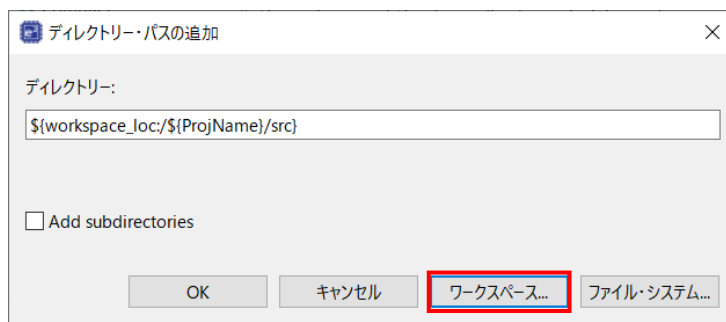 ディレクトリー・パスの追加
ディレクトリー:
${workspace_loc:/${ProjName}/src}
Add subdirectories
OK キャンセル ワークスペース... ファイル・システム...